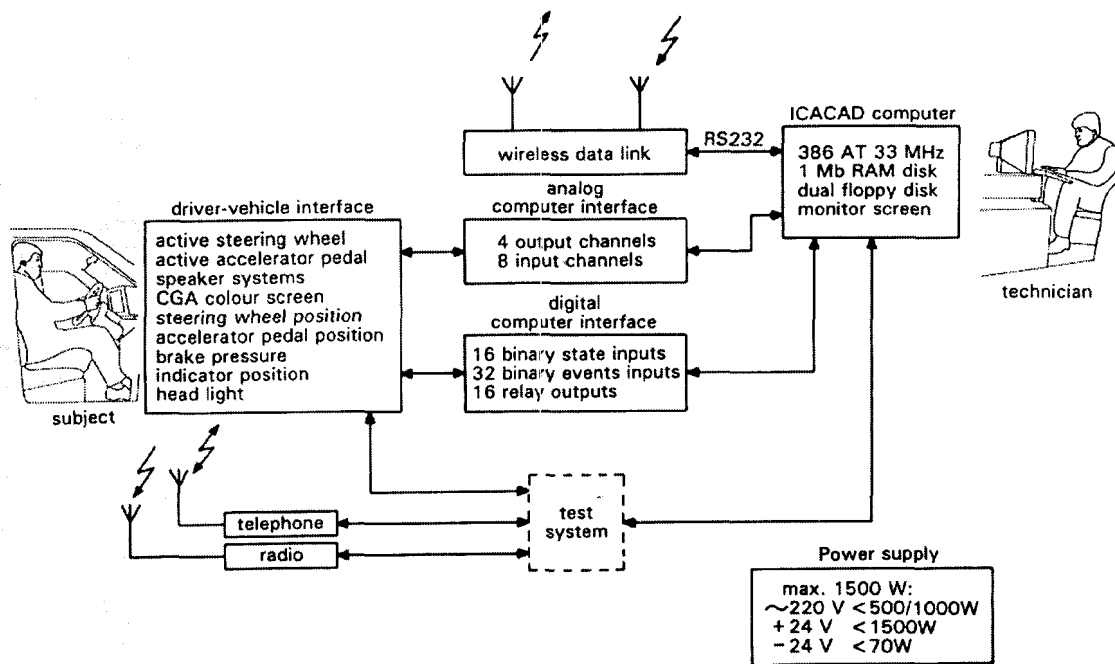 ICACAD computer
RS232
wireless data link
386 AT 33 MHz
1 Mb RAM disk
dual floppy disk
monitor screen
analog
computer interface
driver-vehicle interface
4 output channels
8 input channels
active steering wheel
active accelerator pedal
speaker systems
CGA colour screen
steering wheel position
accelerator pedal position
brake pressure
indicator position
head light
technician
digital
computer interface
16 binary state inputs
32 binary events inputs
16 relay outputs
subject
telephone
radio
test
system
Power supply
max. 1500 W:
~220 V <500/1000W
+24 V <1500W
-24 V <70W